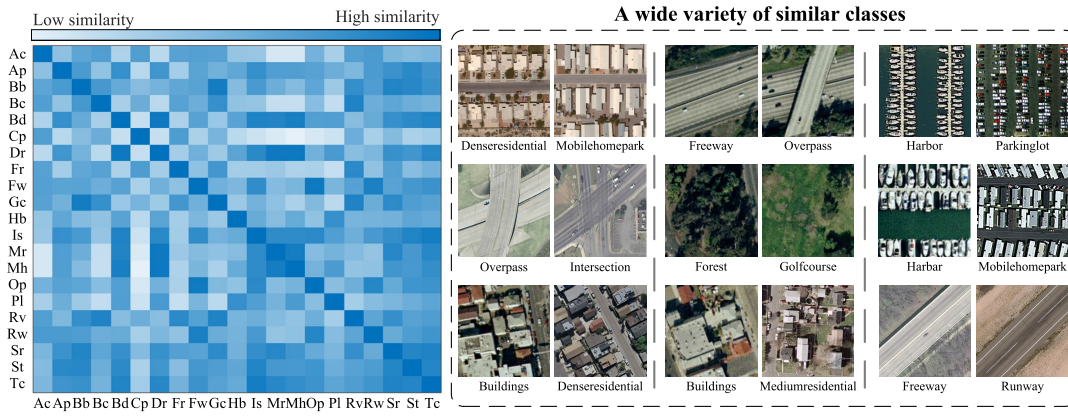 Low similarity High similarity
Ac
Ap
Bb
Bc
Bd
Cp
Dr
Fr
Fw
Gc
Hb
Is
Mr
Mh
Op
Pl
Rv
Rw
Sr
St
Tc
Ac Ap Bb Bc Bd Cp Dr Fr Fw Gc Hb Is Mr Mh Op Pl Rv Rw Sr St Tc
A wide variety of similar classes
Denseresidential Mobilehomepark Freeway Overpass Harbor Parkinglot
Overpass Intersection Forest Golfcourse Harbar Mobilehomepark
Buildings Denseresidential Buildings Mediumresidential Freeway Runway